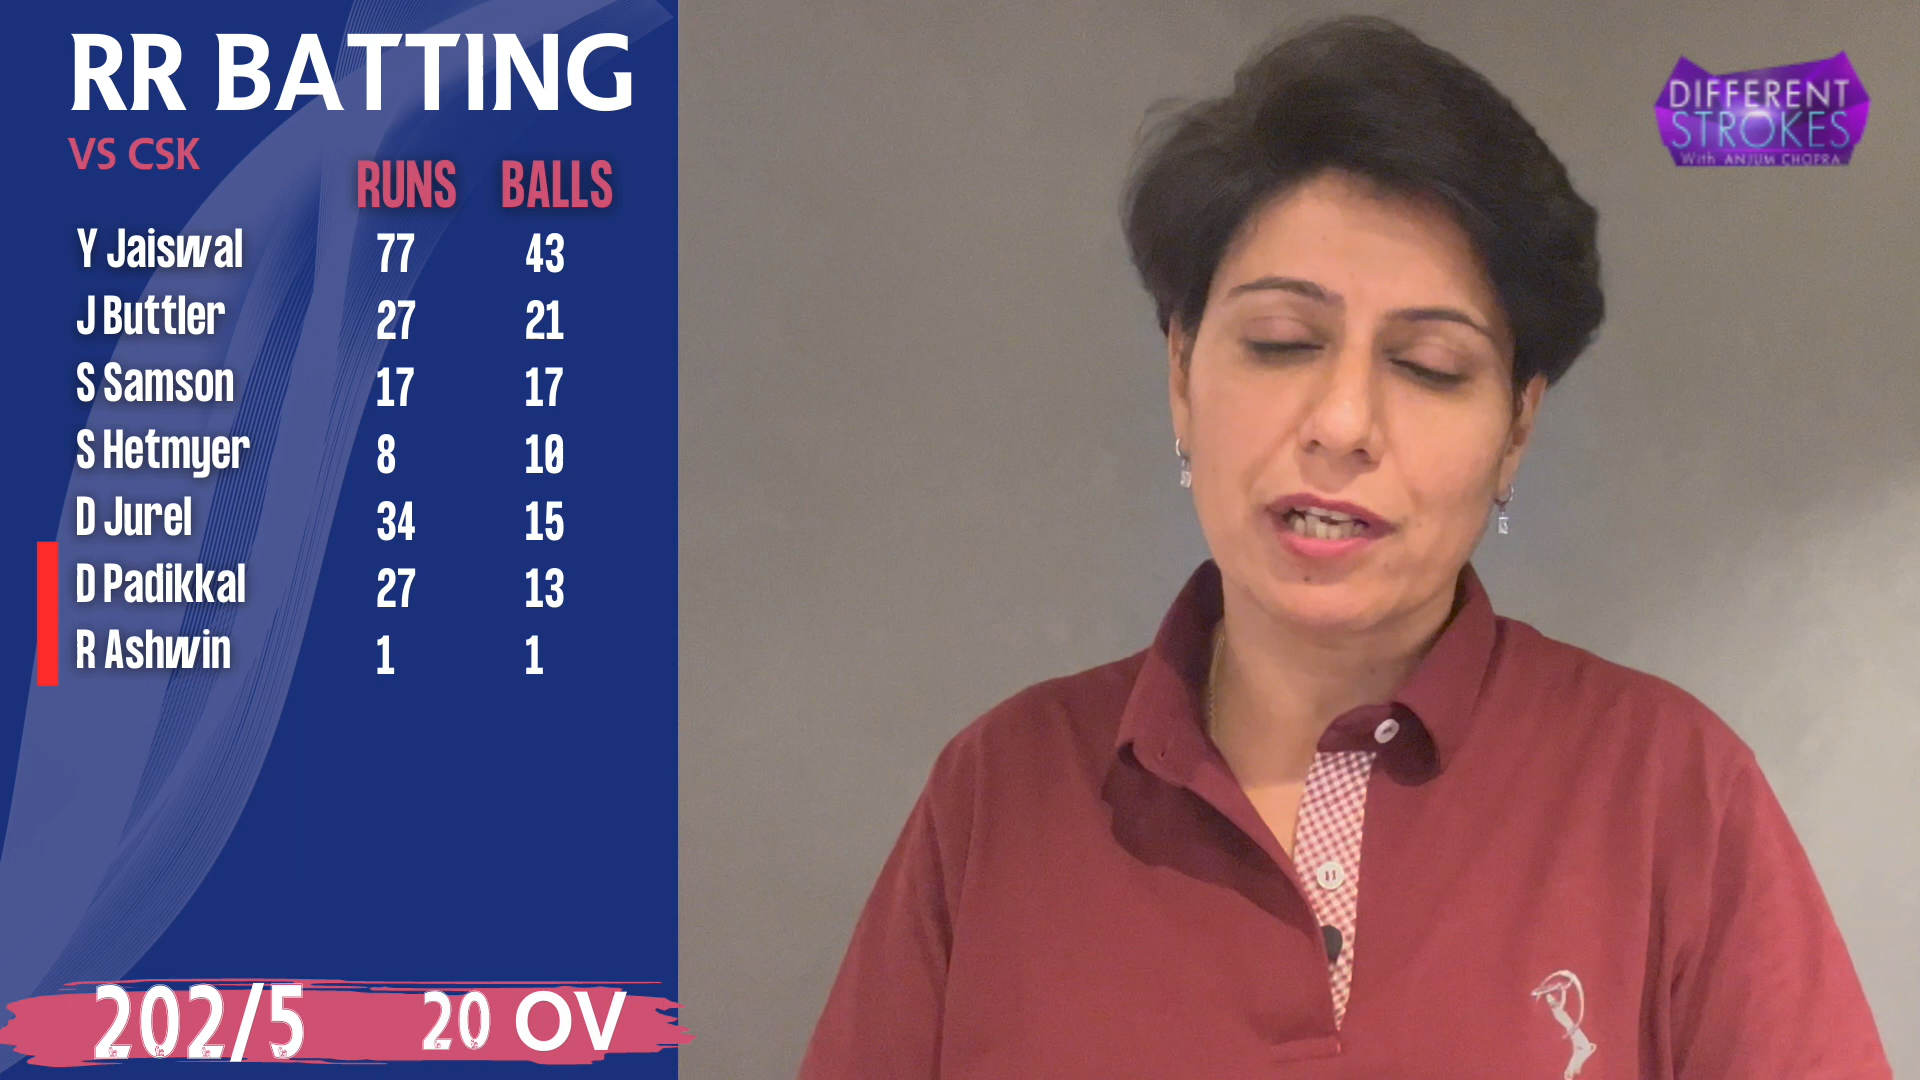 RR BATTING
VS CSK
RUNS BALLS
Y Jaiswal 77 43
J Buttler 27 21
S Samson 17 17
S Hetmyer 8 10
D Jurel 34 15
D Padikkal 27 13
R Ashwin 1 1
202/5 20 OV
DIFFERENT
STROKES
With ANJUM CHOPRA